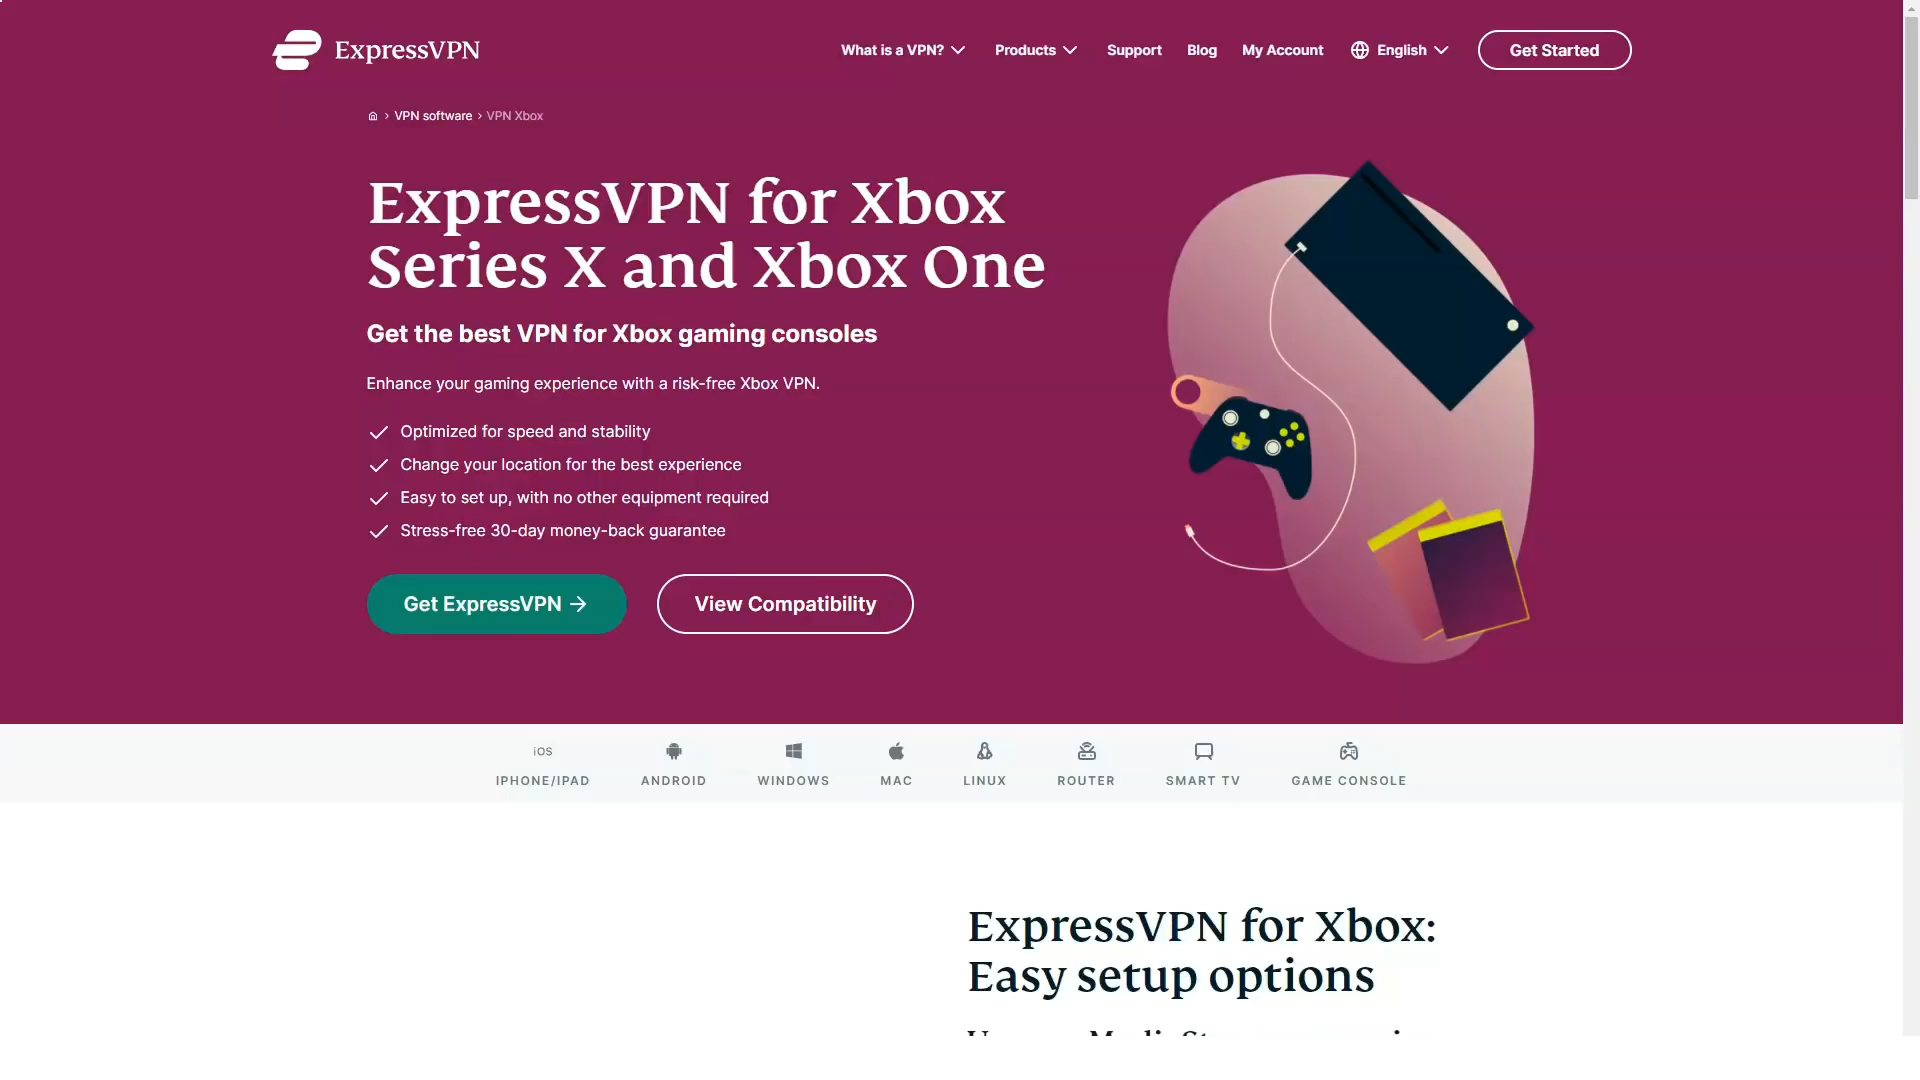 ExpressVPN
What is a VPN? Products Support Blog My Account English Get Started
› VPN software › VPN Xbox
ExpressVPN for Xbox
Series X and Xbox One
Get the best VPN for Xbox gaming consoles
Enhance your gaming experience with a risk-free Xbox VPN.
Optimized for speed and stability
Change your location for the best experience
Easy to set up, with no other equipment required
Stress-free 30-day money-back guarantee
Get ExpressVPN →
View Compatibility
iOS
IPHONE/IPAD ANDROID WINDOWS MAC LINUX ROUTER SMART TV GAME CONSOLE
ExpressVPN for Xbox:
Easy setup options